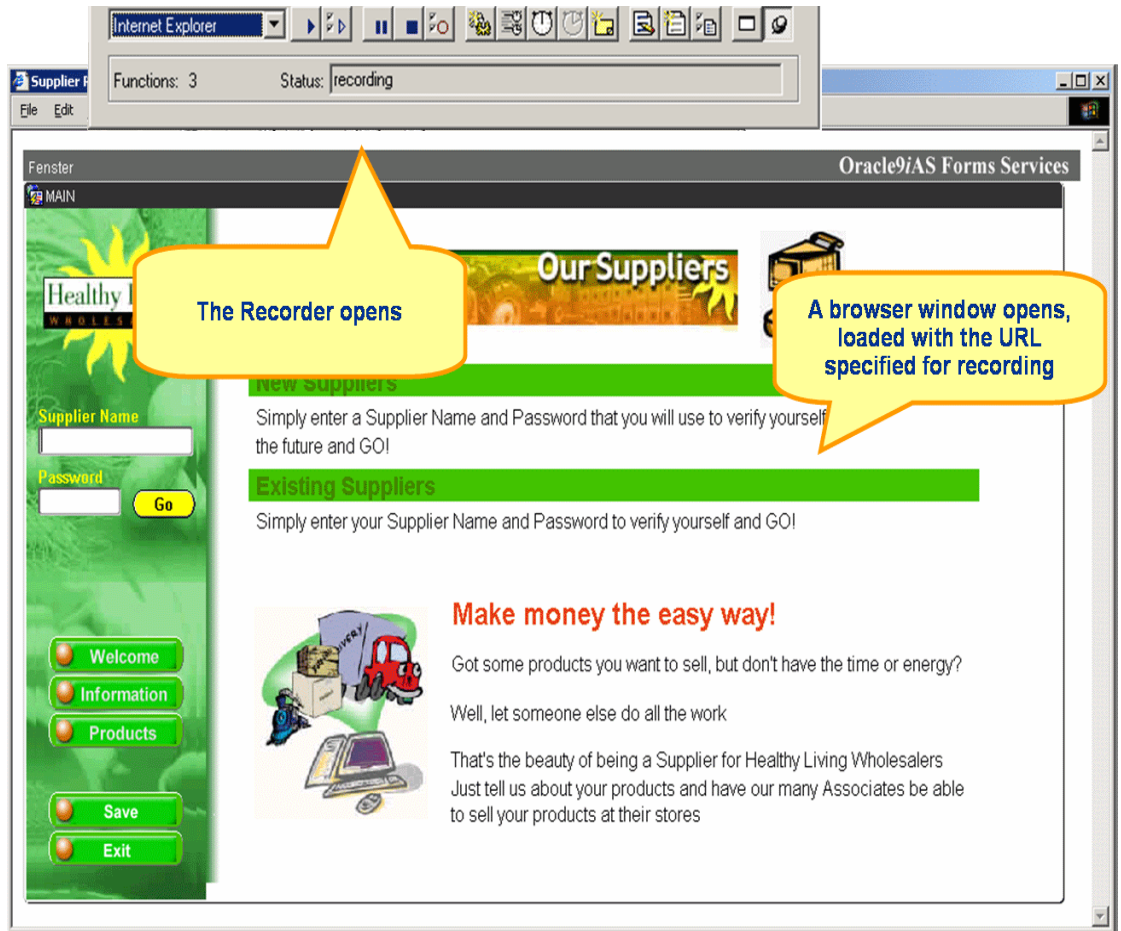 Internet Explorer
Functions: 3 Status: recording
Supplier
File Edit
Fenster Oracle9iAS Forms Services
MAIN
Healthy
Our Suppliers
The Recorder opens
A browser window opens,
loaded with the URL
specified for recording
New Suppliers
Simply enter a Supplier Name and Password that you will use to verify yourself
the future and GO!
Existing Suppliers
Simply enter your Supplier Name and Password to verify yourself and GO!
Supplier Name
Password
Go
Welcome
Information
Products
Save
Exit
DELIVERY
Make money the easy way!
Got some products you want to sell, but don't have the time or energy?
Well, let someone else do all the work
That's the beauty of being a Supplier for Healthy Living Wholesalers
Just tell us about your products and have our many Associates be able
to sell your products at their stores